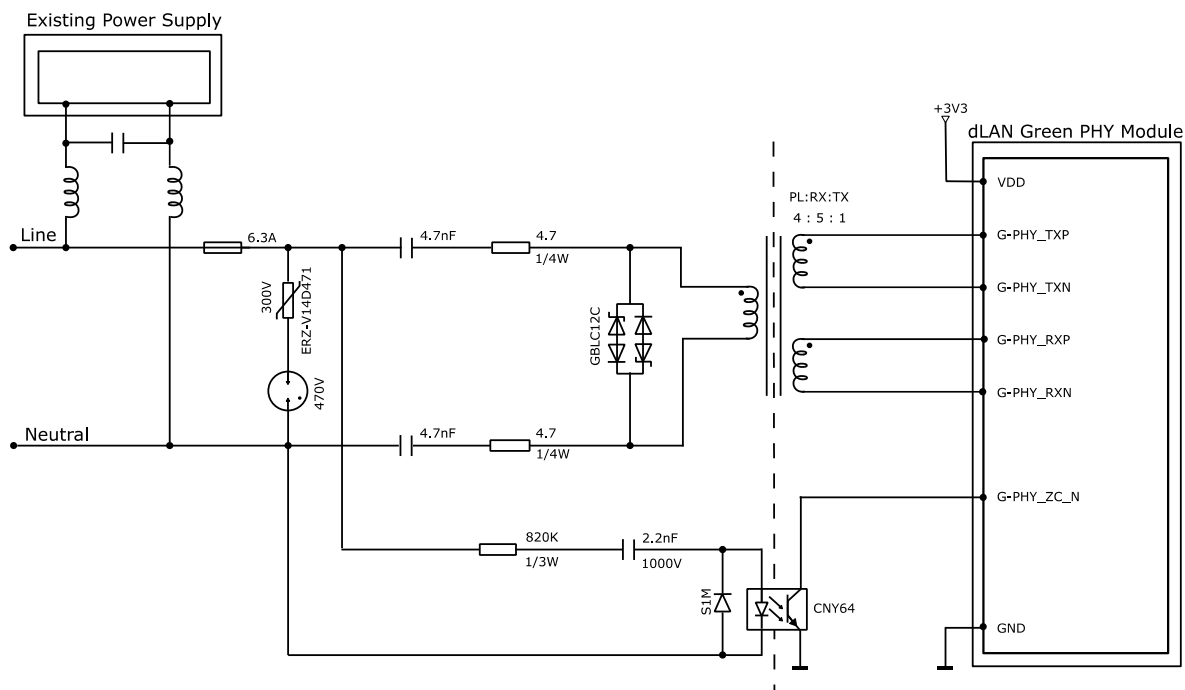 Existing Power Supply
+3V3
dLAN Green PHY Module
VDD
PL:RX:TX
4 : 5 : 1
Line
6.3A
4.7nF
4.7
1/4W
G-PHY_TXP
300V
ERZ-V14D471
G-PHY_TXN
GBLC12C
G-PHY_RXP
470V
G-PHY_RXN
Neutral
4.7nF
4.7
1/4W
G-PHY_ZC_N
820K
1/3W
2.2nF
1000V
S1M
CNY64
GND